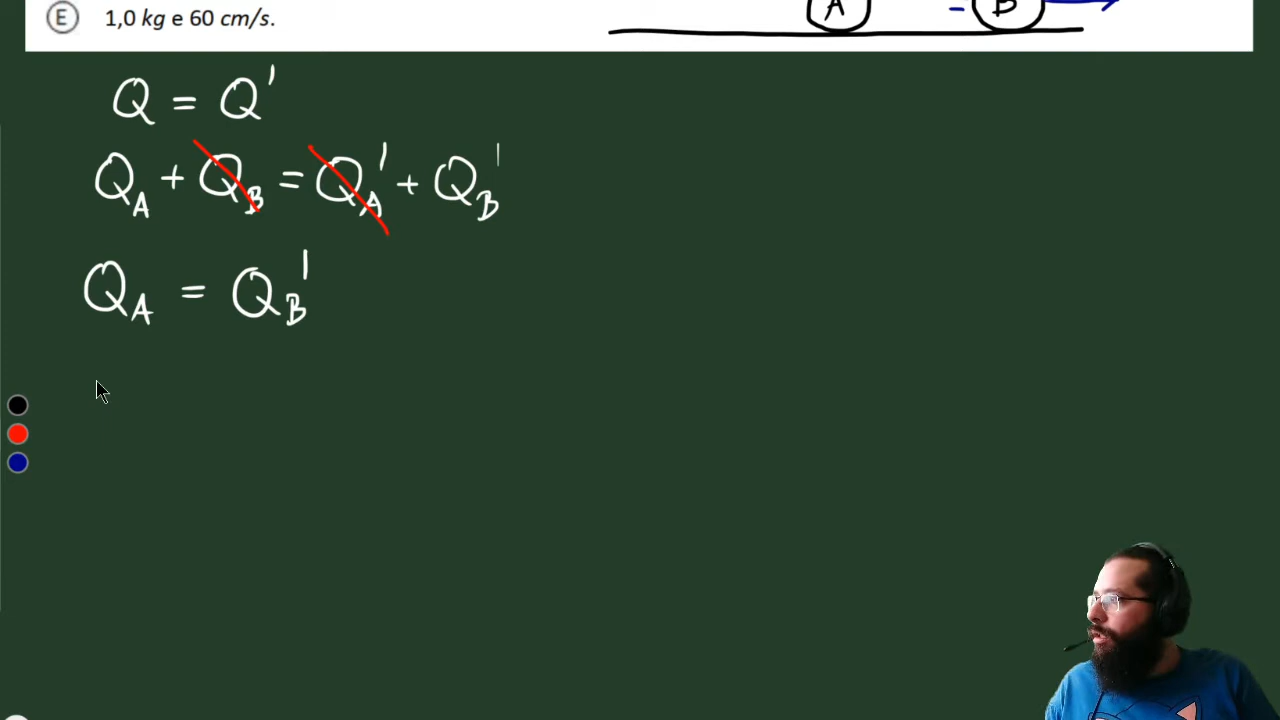 E 1,0 kg e 60 cm/s.
A = B
Q = Q'
Q_A + Q_B = Q_A' + Q_B'
Q_A = Q_B'